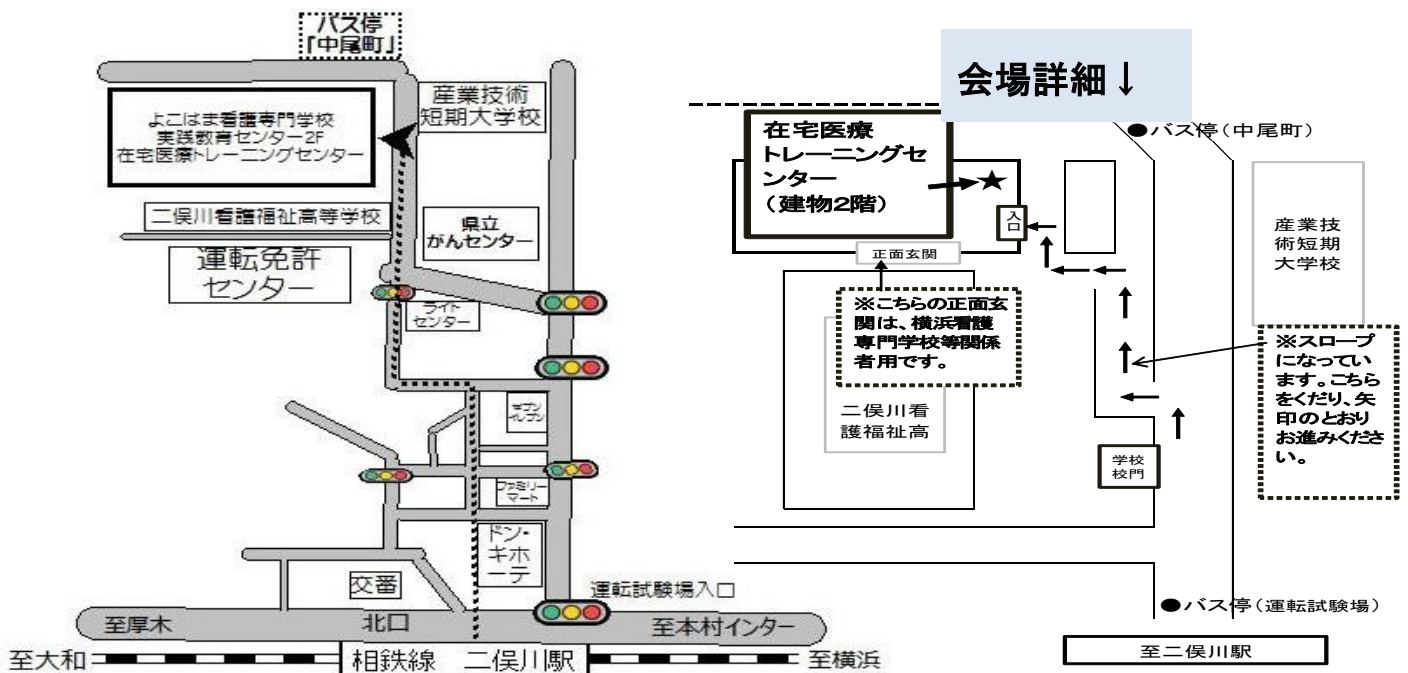 バス停
「中尾町」
産業技術
短期大学校
よこはま看護専門学校
実践教育センター2F
在宅医療トレーニングセンター
二俣川看護福祉高等学校
県立
がんセンター
運転免許
センター
ライト
センター
セブン
イレブン
ファミリー
マート
ドン・
キホ
ーテ
交番
運転試験場入口
至厚木
北口
至本村インター
至大和
相鉄線 二俣川駅
至横浜
会場詳細↓
●バス停(中尾町)
在宅医療
トレーニングセ
ンター
(建物2階)
★
入口
正面玄関
産業技
術短期
大学校
※こちらの正面玄
関は、横浜看護
専門学校等関係
者用です。
※スロープ
になってい
ます。こちら
をくだり、矢
印のとおり
お進みくださ
い。
二俣川看
護福祉高
学校
校門
●バス停(運転試験場)
至二俣川駅